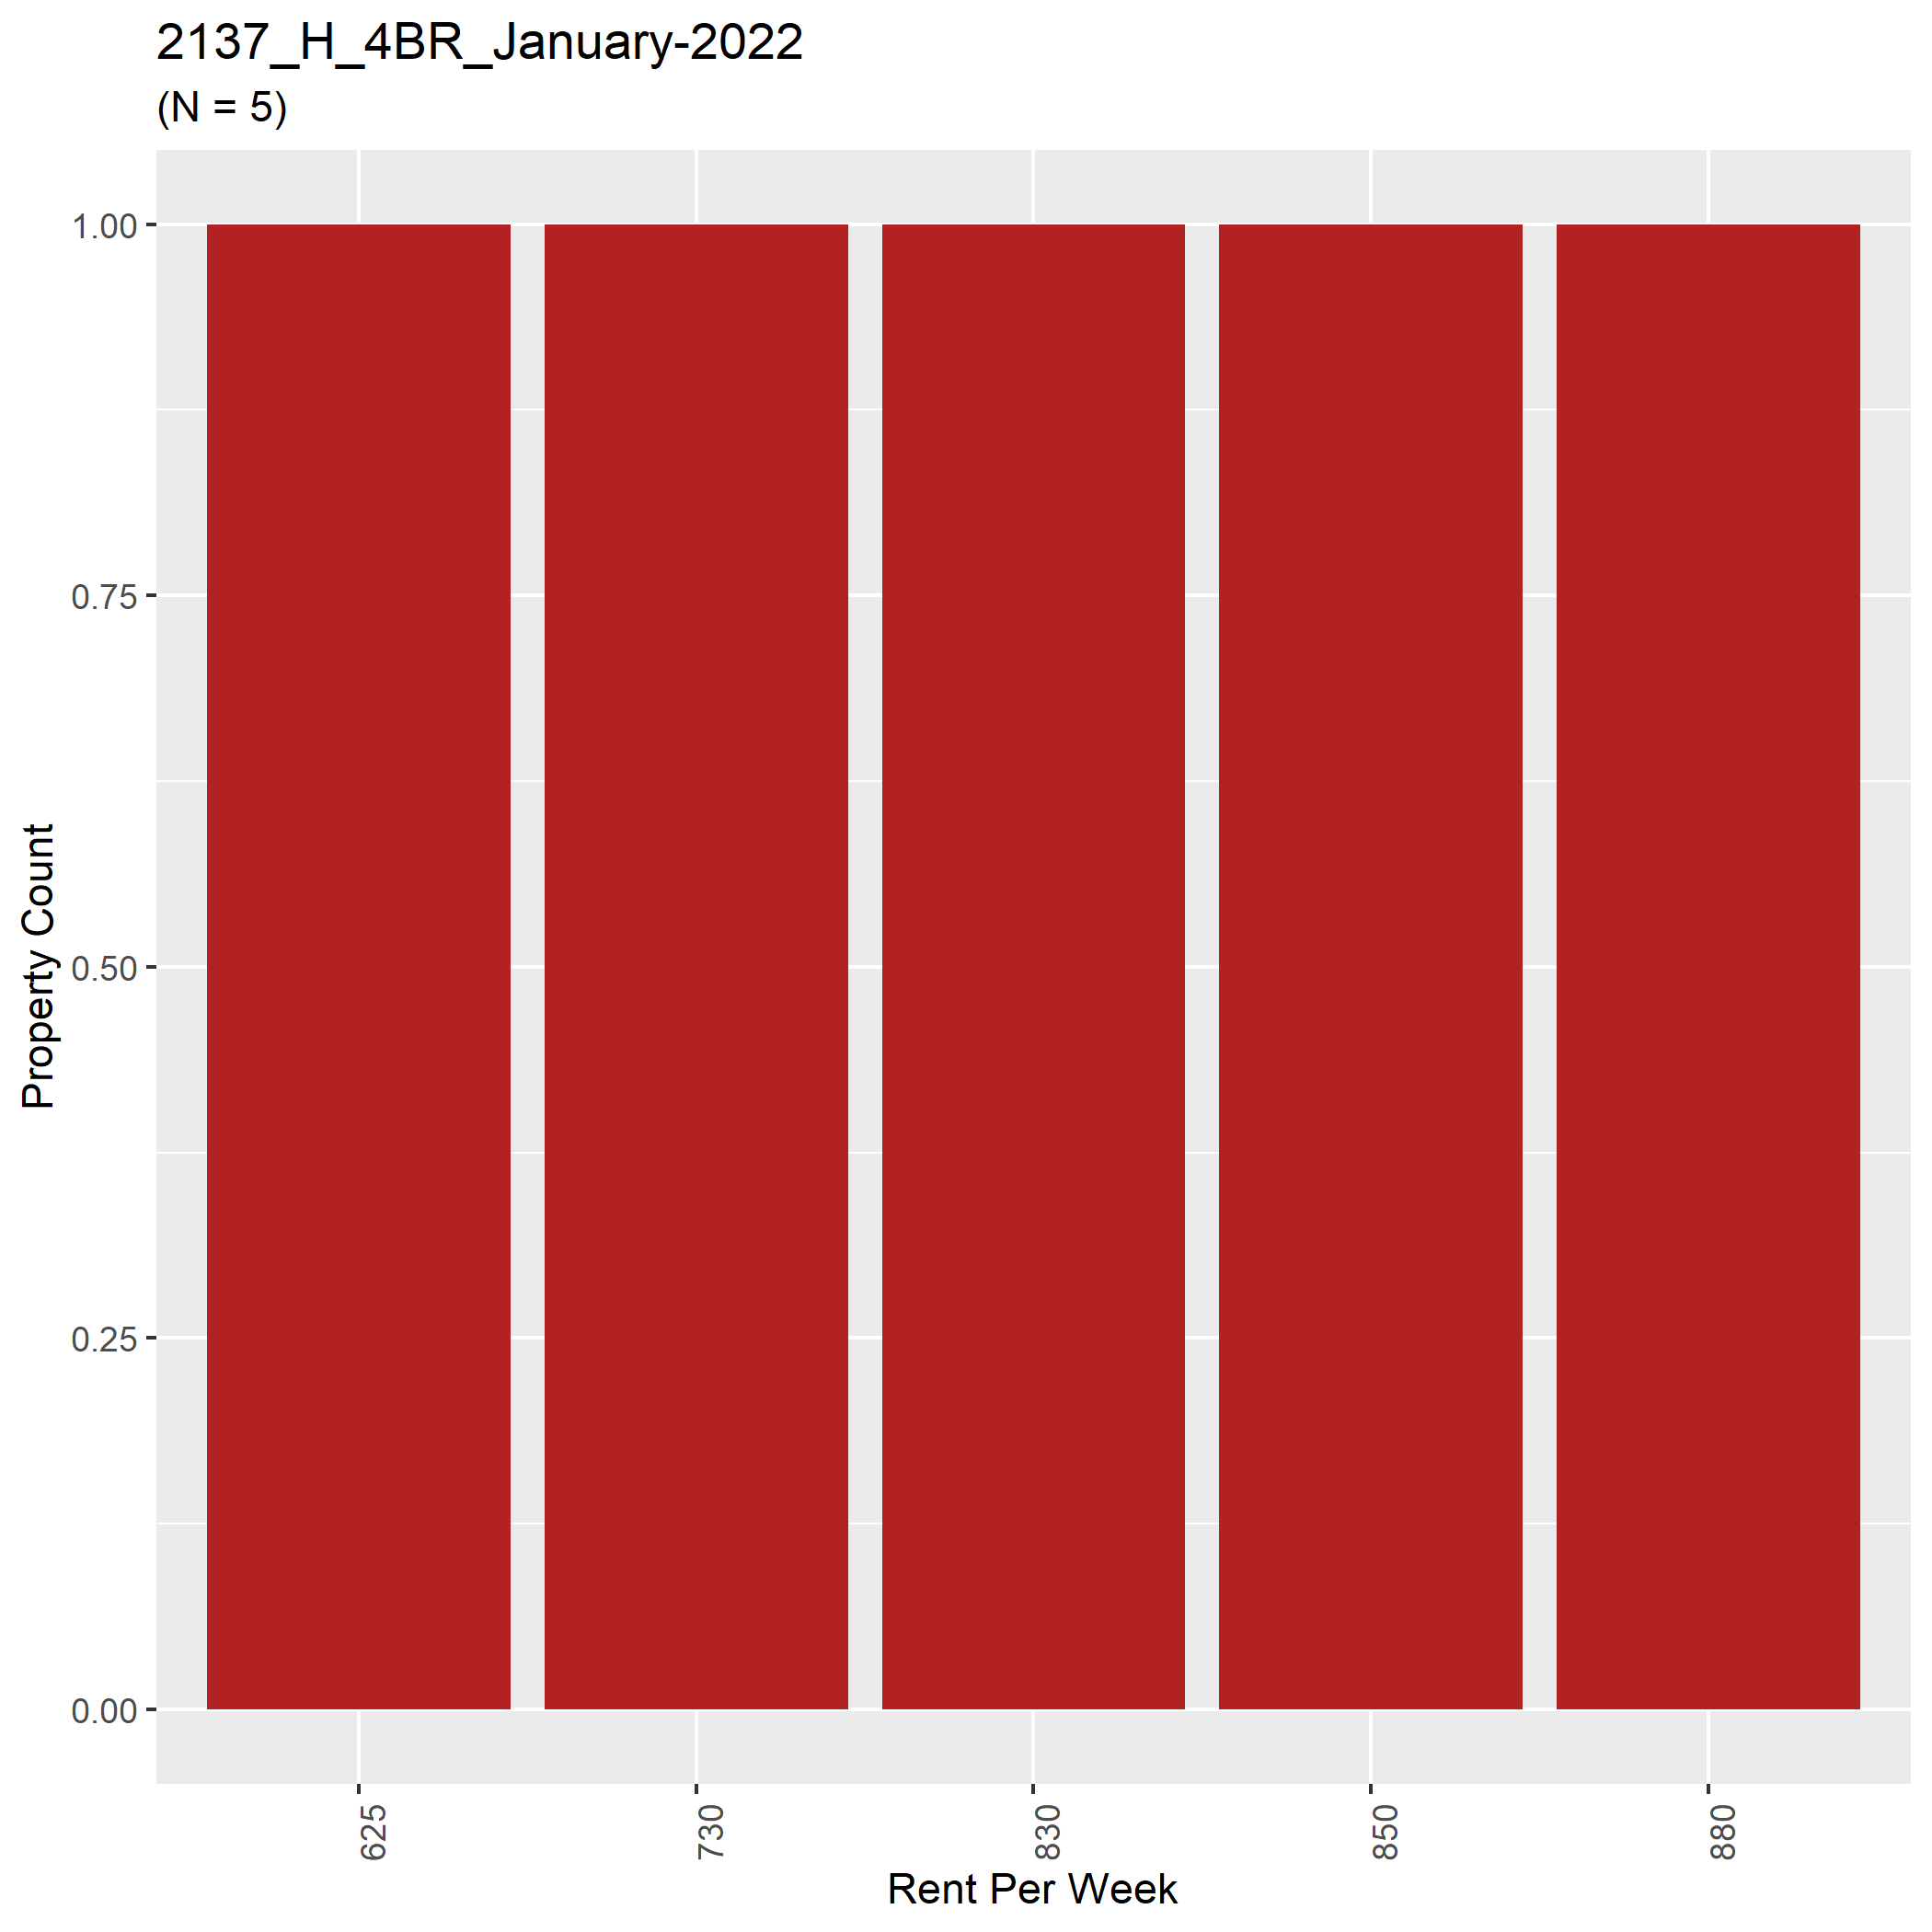 2137_H_4BR_January-2022
(N = 5)
1.00
0.75
0.50
0.25
0.00
Property Count
625
730
830
850
880
Rent Per Week